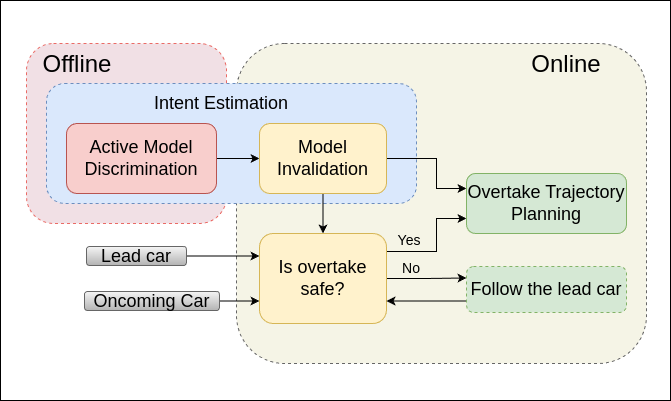 Offline
Online
Intent Estimation
Active Model
Discrimination
Model
Invalidation
Overtake Trajectory
Planning
Lead car
Oncoming Car
Is overtake
safe?
Yes
No
Follow the lead car